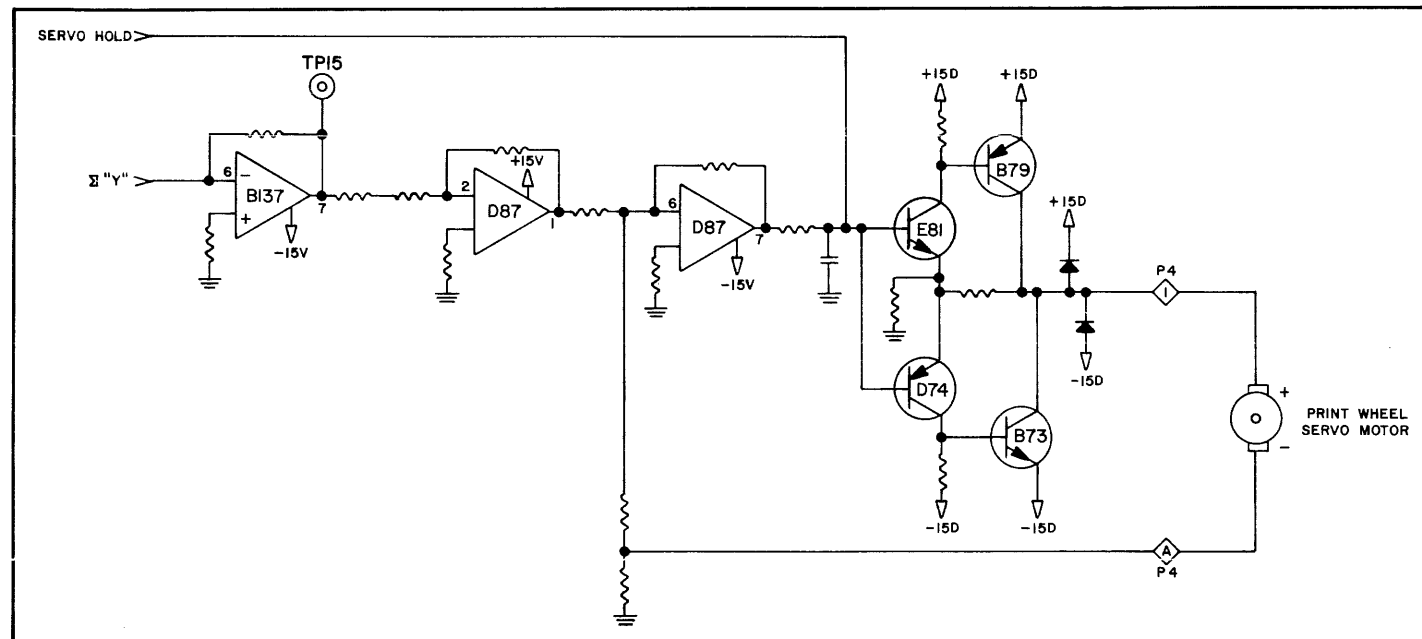 SERVO HOLD
TP15
+15D
+15D
Σ "Y"
6
−
B137
+
7
−15V
2
+15V
D87
1
6
D87
7
−15V
E81
B79
+15D
P4
1
−15D
D74
B73
+
PRINT WHEEL
SERVO MOTOR
−
−15D
−15D
A
P4